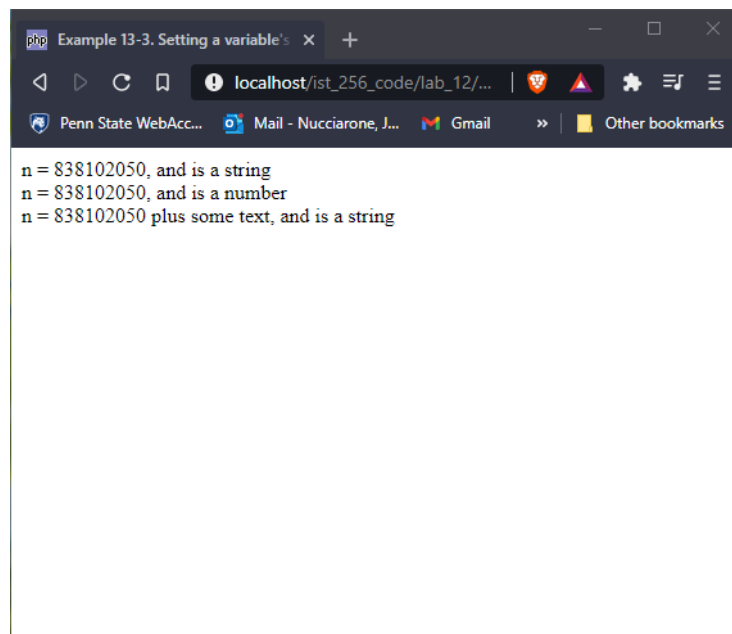 php Example 13-3. Setting a variable's
localhost/ist_256_code/lab_12/...
Penn State WebAcc... Mail - Nucciarone, J... Gmail » Other bookmarks
n = 838102050, and is a string
n = 838102050, and is a number
n = 838102050 plus some text, and is a string